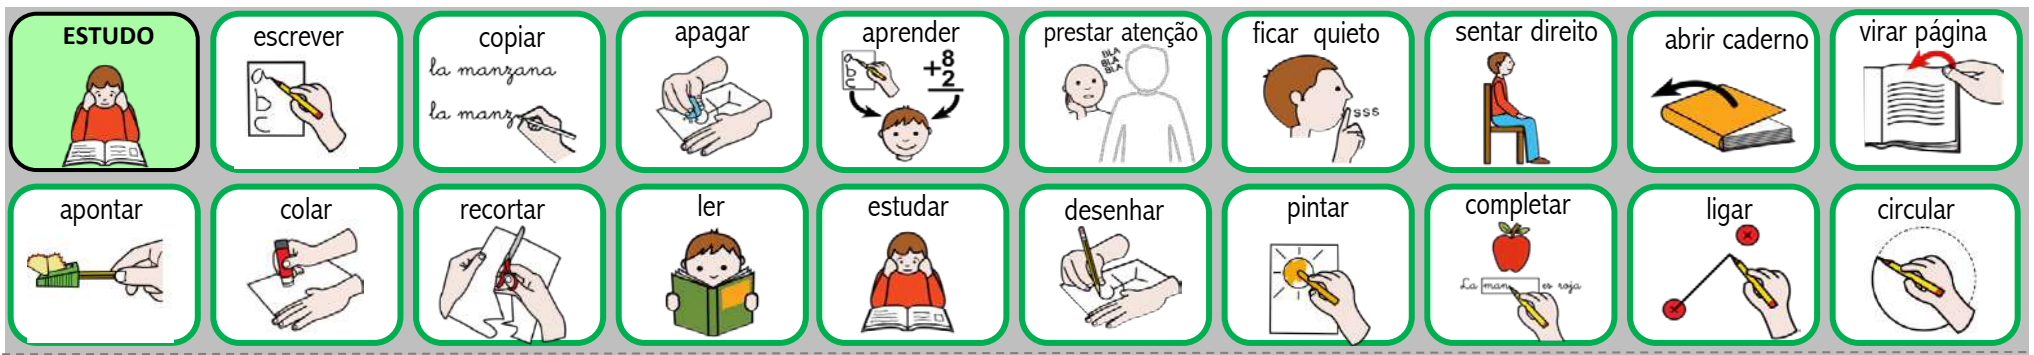 ESTUDO
escrever
copiar
la manzana
la manz
apagar
aprender
a
b
c
+8
2
prestar atenção
BLA
BLA
BLA
BLA
ficar quieto
sss
sentar direito
abrir caderno
virar página
apontar
colar
recortar
ler
estudar
desenhar
pintar
completar
La man es roja
ligar
circular